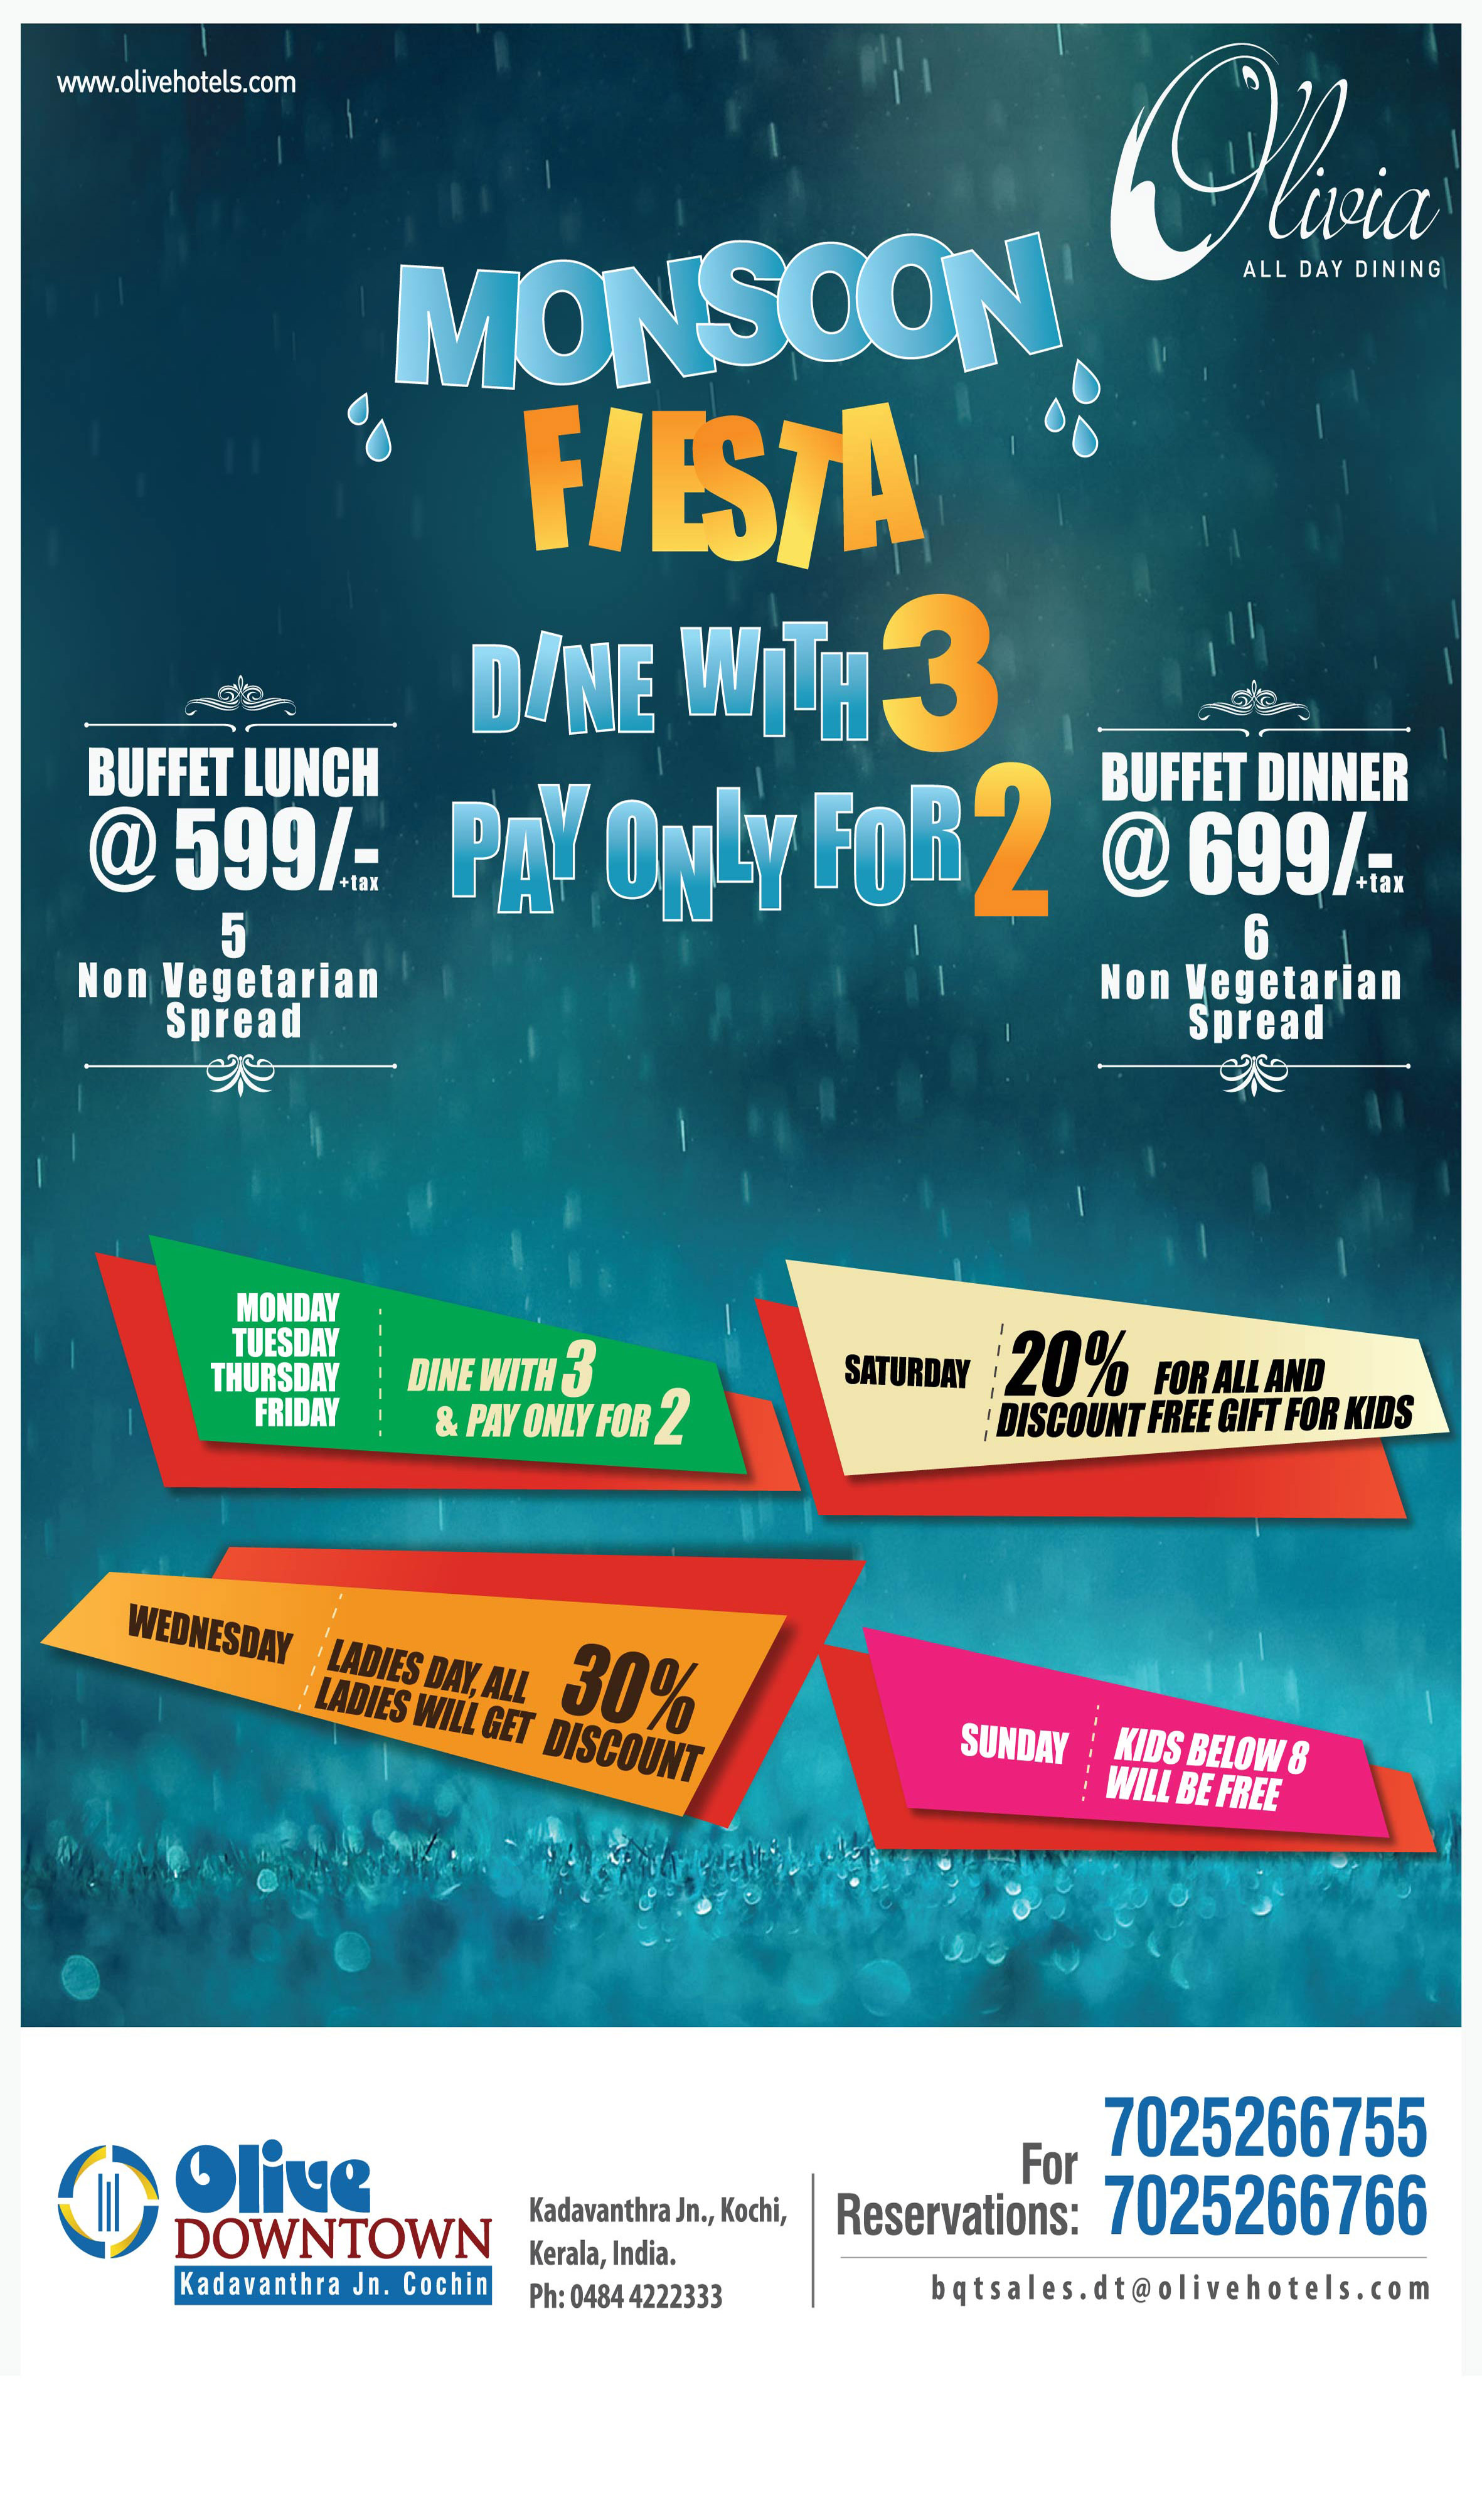 www.olivehotels.com
Olivia
ALL DAY DINING
MONSOON
FIESTA
DINE WITH 3
PAY ONLY FOR 2
BUFFET LUNCH
@ 599/-
+tax
5
Non Vegetarian
Spread
BUFFET DINNER
@ 699/-
+tax
6
Non Vegetarian
Spread
MONDAY
TUESDAY
THURSDAY
FRIDAY
DINE WITH 3
& PAY ONLY FOR 2
SATURDAY
20% FOR ALL AND
DISCOUNT FREE GIFT FOR KIDS
WEDNESDAY
LADIES DAY, ALL
LADIES WILL GET
30%
DISCOUNT
SUNDAY
KIDS BELOW 8
WILL BE FREE
Olive
DOWNTOWN
Kadavanthra Jn. Cochin
Kadavanthra Jn., Kochi,
Kerala, India.
Ph: 0484 4222333
For
Reservations:
7025266755
7025266766
bqtsales.dt@olivehotels.com